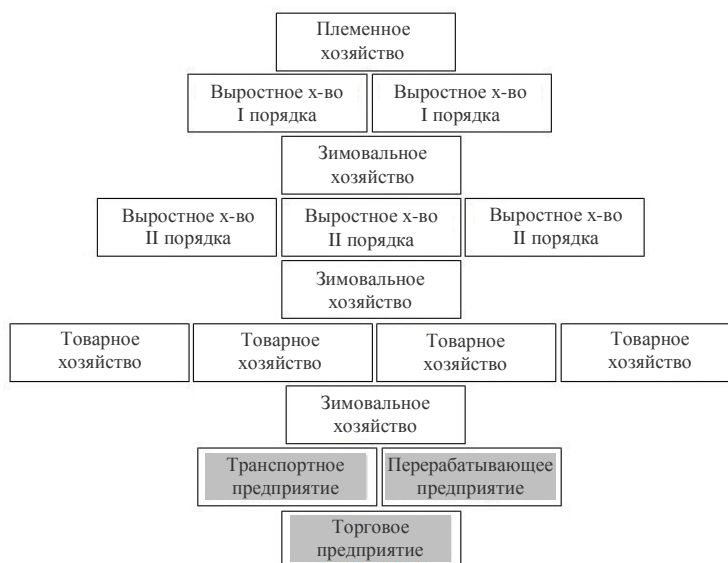 Племенное
хозяйство
Выростное х-во
I порядка
Выростное х-во
I порядка
Зимовальное
хозяйство
Выростное х-во
II порядка
Выростное х-во
II порядка
Выростное х-во
II порядка
Зимовальное
хозяйство
Товарное
хозяйство
Товарное
хозяйство
Товарное
хозяйство
Товарное
хозяйство
Зимовальное
хозяйство
Транспортное
предприятие
Перерабатывающее
предприятие
Торговое
предприятие